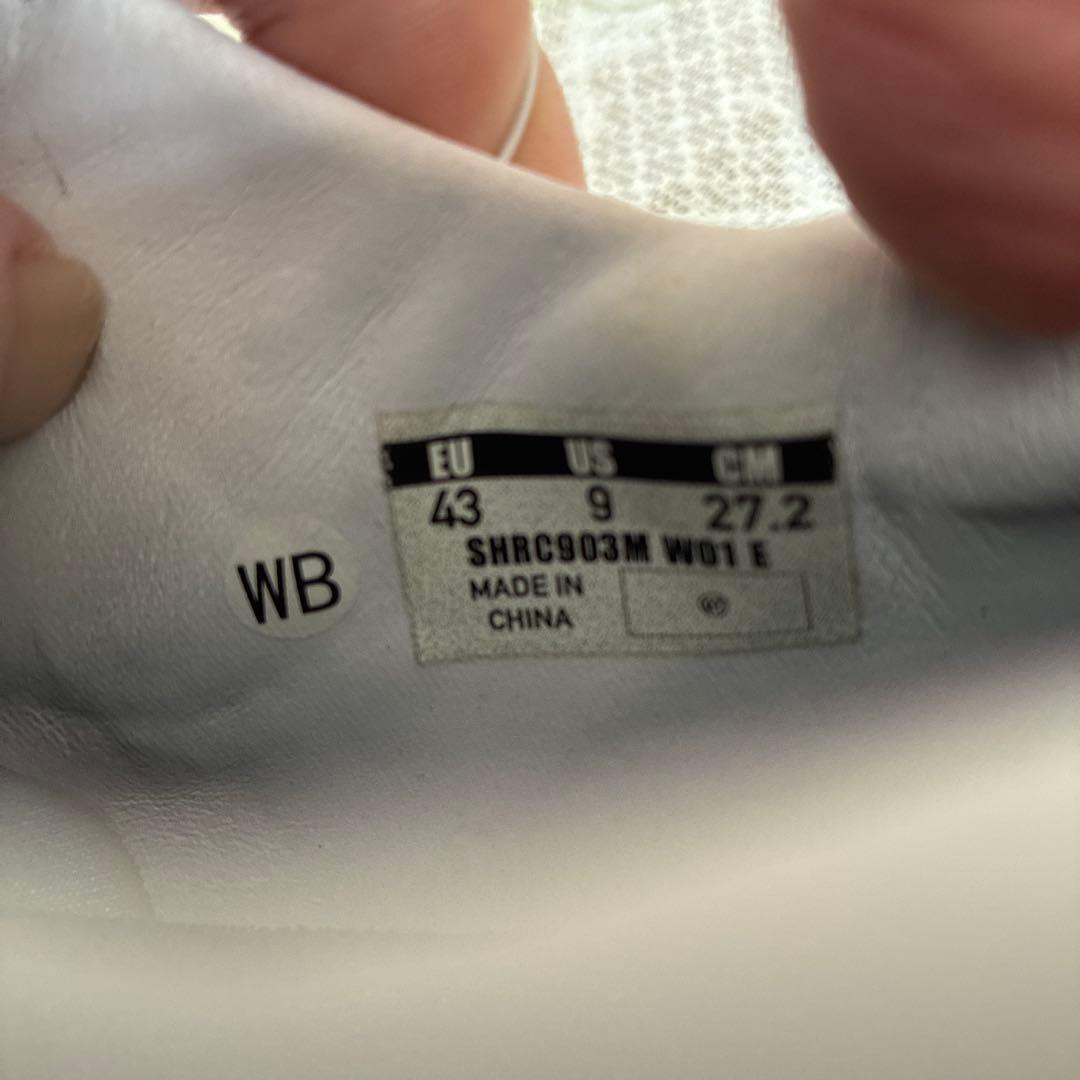 WB
EU US CM
43 9 27.2
SHRC903M W01 E
MADE IN
CHINA